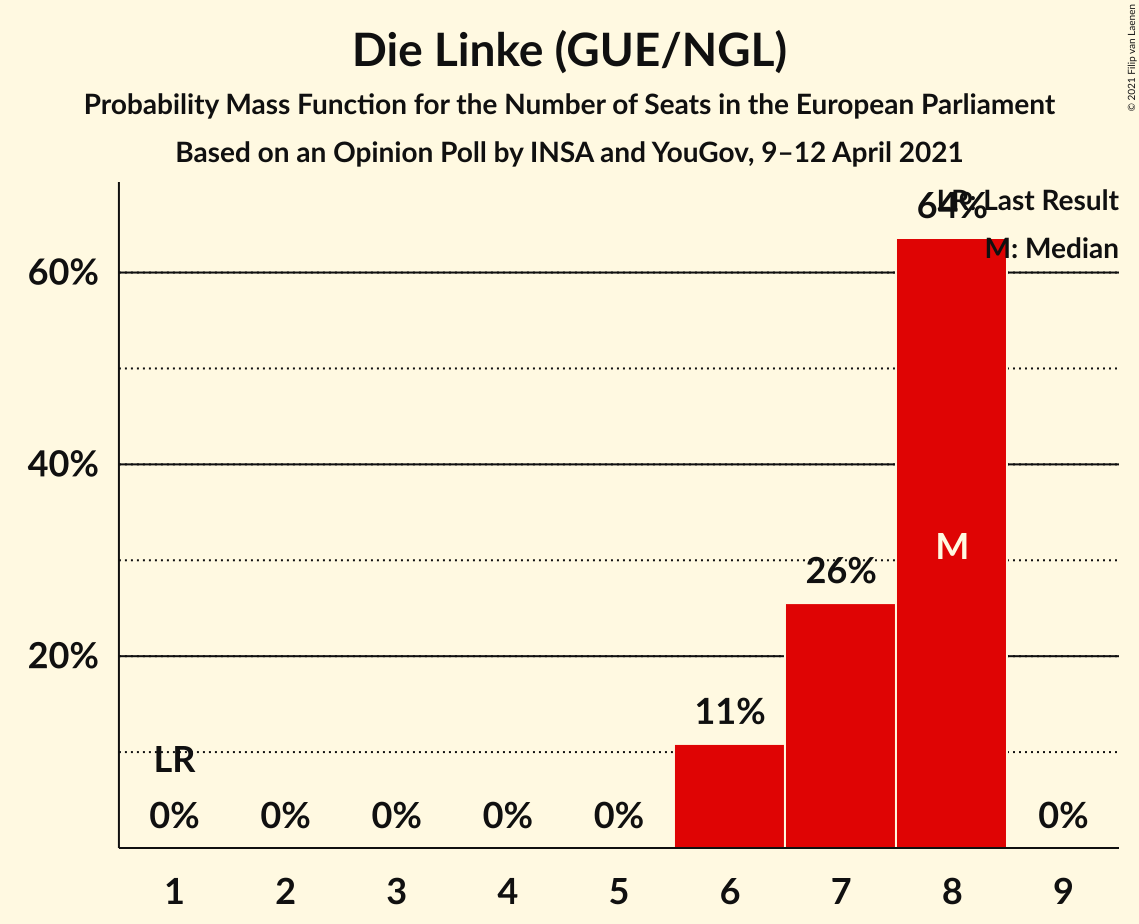 Die Linke (GUE/NGL)
Probability Mass Function for the Number of Seats in the European Parliament
Based on an Opinion Poll by INSA and YouGov, 9–12 April 2021
© 2021 Filip van Laenen
LR: Last Result
M: Median
64%
60%
40%
M
26%
20%
11%
LR
0% 0% 0% 0% 0% 0%
1 2 3 4 5 6 7 8 9